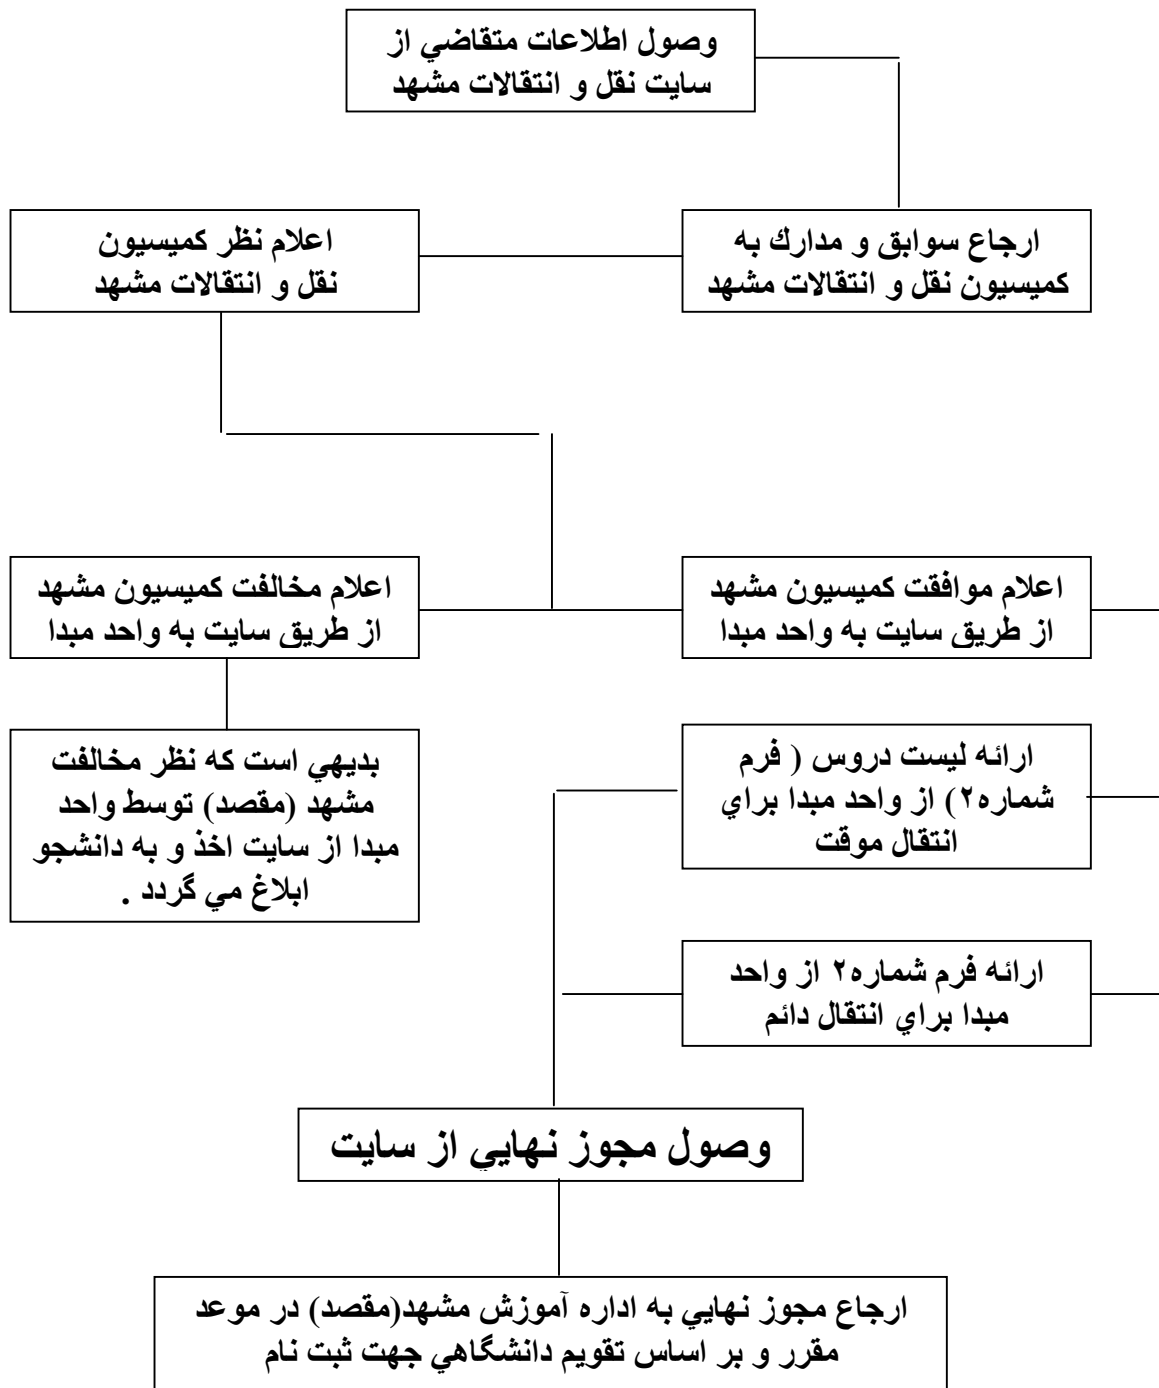 وصول اطلاعات متقاضي از
سايت نقل و انتقالات مشهد
ارجاع سوابق و مدارك به
كميسيون نقل و انتقالات مشهد
اعلام نظر كميسيون
نقل و انتقالات مشهد
اعلام موافقت كميسيون مشهد
از طريق سايت به واحد مبدا
اعلام مخالفت كميسيون مشهد
از طريق سايت به واحد مبدا
ارائه ليست دروس ( فرم
شماره۲) از واحد مبدا براي
انتقال موقت
بديهي است كه نظر مخالفت
مشهد (مقصد) توسط واحد
مبدا از سايت اخذ و به دانشجو
ابلاغ مي گردد .
ارائه فرم شماره۲ از واحد
مبدا براي انتقال دائم
وصول مجوز نهايي از سايت
ارجاع مجوز نهايي به اداره آموزش مشهد(مقصد) در موعد
مقرر و بر اساس تقويم دانشگاهي جهت ثبت نام